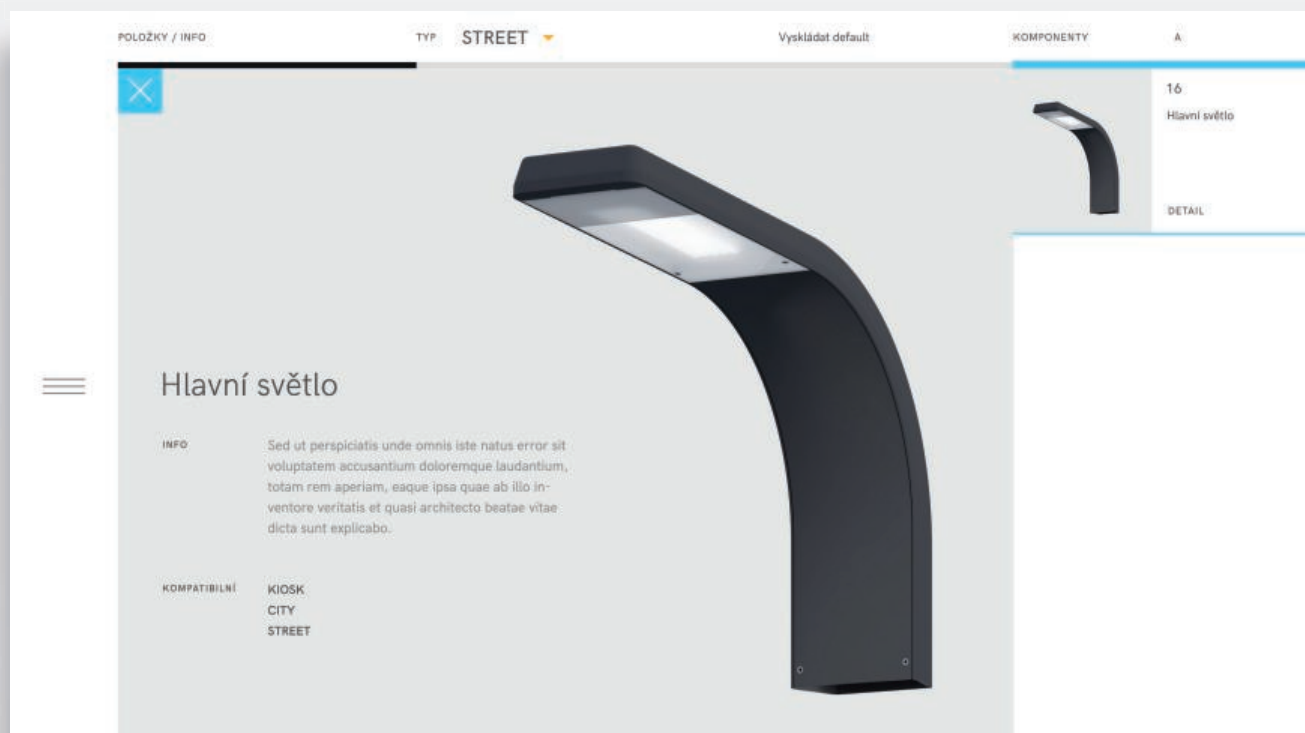 POLOŽKY / INFO
TYP STREET
Vyskládat default
KOMPONENTY A
16
Hlavní světlo
DETAIL
Hlavní světlo
INFO
Sed ut perspiciatis unde omnis iste natus error sit
voluptatem accusantium doloremque laudantium,
totam rem aperiam, eaque ipsa quae ab illo in-
ventore veritatis et quasi architecto beatae vitae
dicta sunt explicabo.
KOMPATIBILNÍ
KIOSK
CITY
STREET